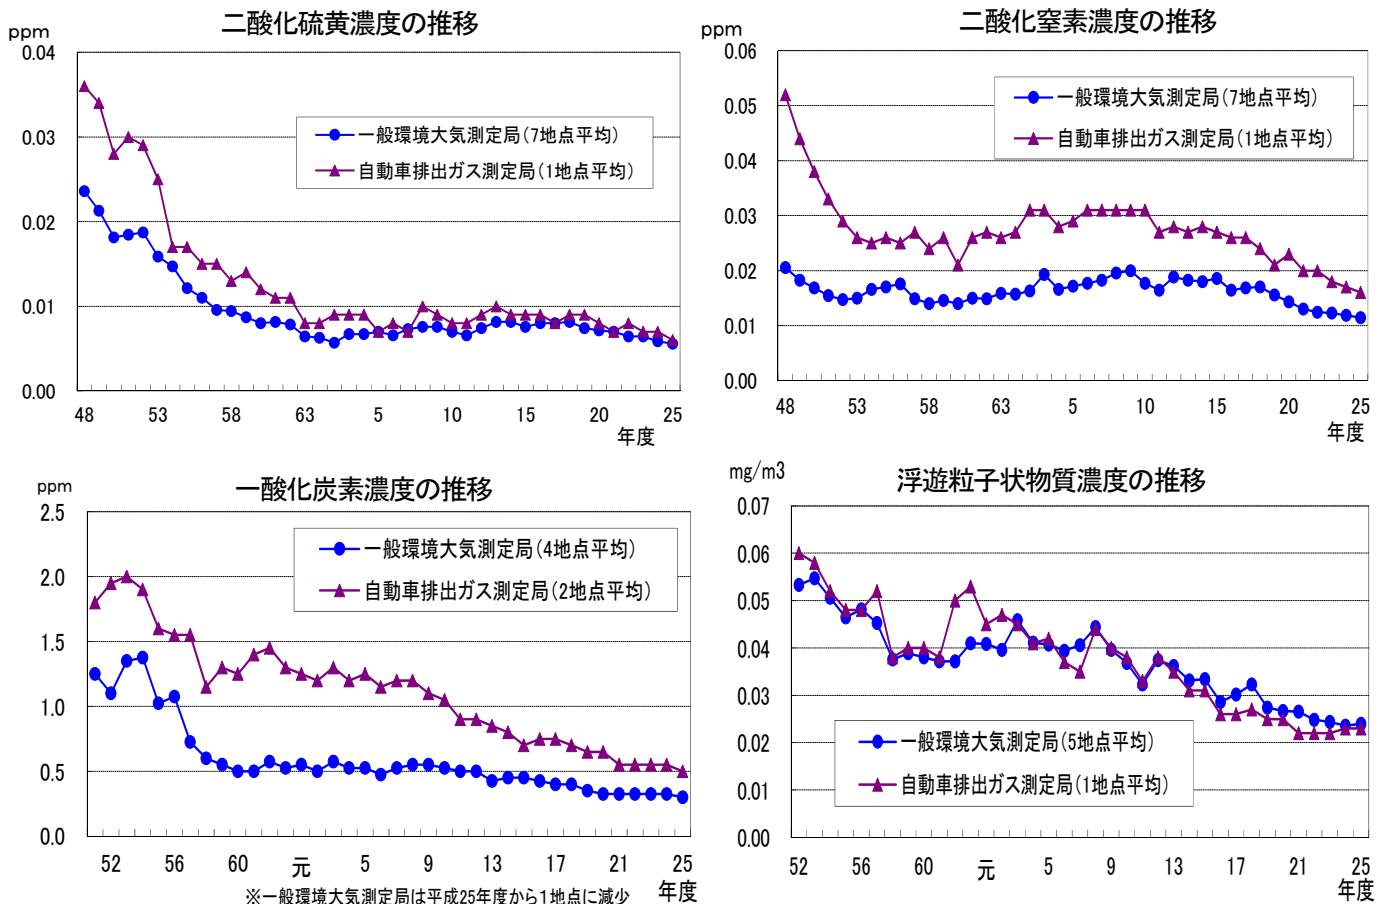 二酸化硫黄濃度の推移
ppm
0.04
0.03
0.02
0.01
0.00
一般環境大気測定局(7地点平均)
自動車排出ガス測定局(1地点平均)
48 53 58 63 5 10 15 20 25
年度
二酸化窒素濃度の推移
ppm
0.06
0.05
0.04
0.03
0.02
0.01
0.00
一般環境大気測定局(7地点平均)
自動車排出ガス測定局(1地点平均)
48 53 58 63 5 10 15 20 25
年度
一酸化炭素濃度の推移
ppm
2.5
2.0
1.5
1.0
0.5
0.0
一般環境大気測定局(4地点平均)
自動車排出ガス測定局(2地点平均)
52 56 60 元 5 9 13 17 21 25
年度
※一般環境大気測定局は平成25年度から1地点に減少
浮遊粒子状物質濃度の推移
mg/m3
0.07
0.06
0.05
0.04
0.03
0.02
0.01
0.00
一般環境大気測定局(5地点平均)
自動車排出ガス測定局(1地点平均)
52 56 60 元 5 9 13 17 21 25
年度